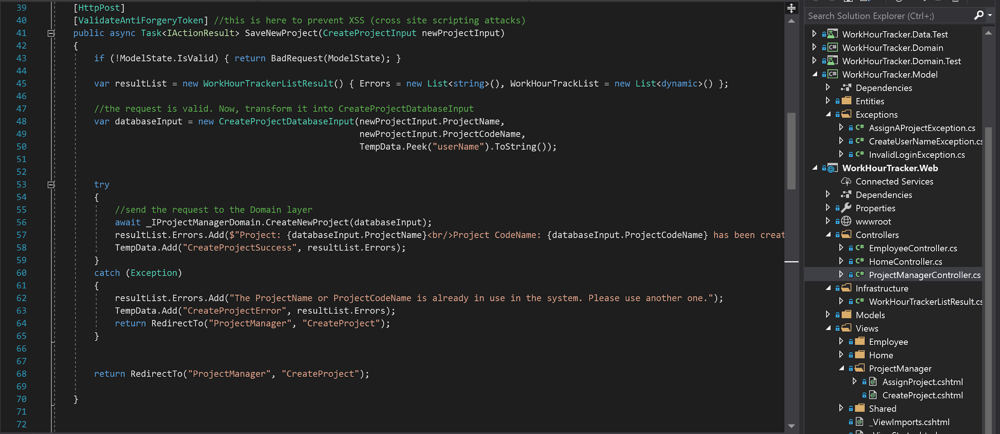 39 [HttpPost]
40 [ValidateAntiForgeryToken] //this is here to prevent XSS (cross site scripting attacks)
41 public async Task<IActionResult> SaveNewProject(CreateProjectInput newProjectInput)
42 {
43 if (!ModelState.IsValid) { return BadRequest(ModelState); }
44
45 var resultList = new WorkHourTrackerListResult() { Errors = new List<string>(), WorkHourTrackList = new List<dynamic>() };
46
47 //the request is valid. Now, transform it into CreateProjectDatabaseInput
48 var databaseInput = new CreateProjectDatabaseInput(newProjectInput.ProjectName,
49 newProjectInput.ProjectCodeName,
50 TempData.Peek("userName").ToString());
51
52
53 try
54 {
55 //send the request to the Domain layer
56 await _IProjectManagerDomain.CreateNewProject(databaseInput);
57 resultList.Errors.Add($"Project: {databaseInput.ProjectName}<br/>Project CodeName: {databaseInput.ProjectCodeName} has been creat
58 TempData.Add("CreateProjectSuccess", resultList.Errors);
59 }
60 catch (Exception)
61 {
62 resultList.Errors.Add("The ProjectName or ProjectCodeName is already in use in the system. Please use another one.");
63 TempData.Add("CreateProjectError", resultList.Errors);
64 return RedirectTo("ProjectManager", "CreateProject");
65 }
66
67
68 return RedirectTo("ProjectManager", "CreateProject");
69
70 }
71
72
Search Solution Explorer (Ctrl+;)
WorkHourTracker.Data.Test
C# WorkHourTracker.Domain
WorkHourTracker.Domain.Test
C# WorkHourTracker.Model
Dependencies
Entities
Exceptions
C# AssignAProjectException.cs
C# CreateUserNameException.cs
C# InvalidLoginException.cs
WorkHourTracker.Web
Connected Services
Dependencies
Properties
wwwroot
Controllers
C# EmployeeController.cs
C# HomeController.cs
C# ProjectManagerController.cs
Infrastructure
C# WorkHourTrackerListResult.cs
Models
Views
Employee
Home
ProjectManager
@ AssignProject.cshtml
@ CreateProject.cshtml
Shared
@ _ViewImports.cshtml